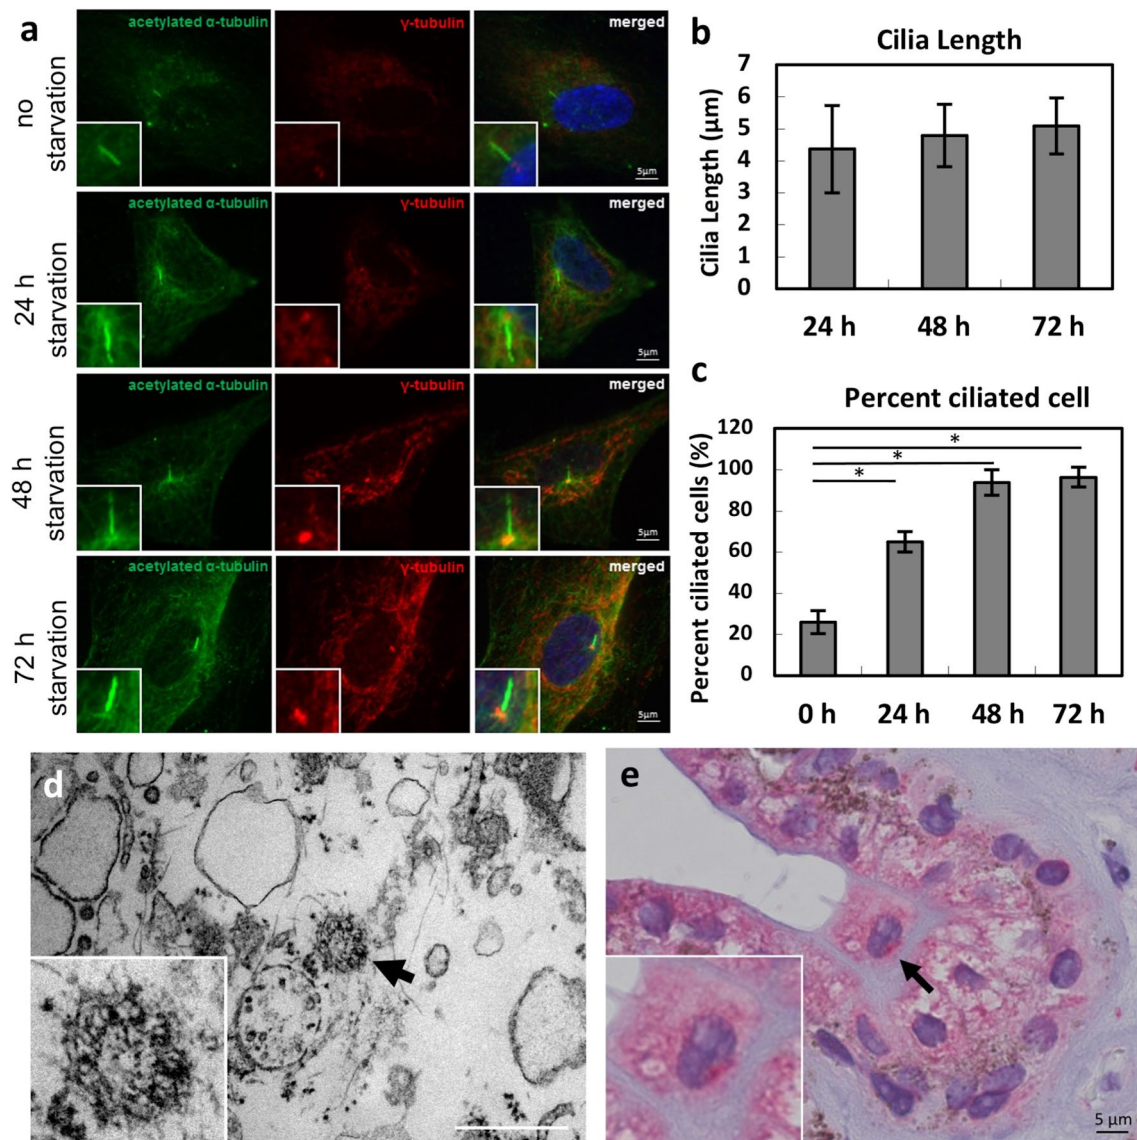 a
no starvation
acetylated α-tubulin
γ-tubulin
merged
5µm
24 h starvation
acetylated α-tubulin
γ-tubulin
merged
5µm
48 h starvation
acetylated α-tubulin
γ-tubulin
merged
5µm
72 h starvation
acetylated α-tubulin
γ-tubulin
merged
5µm
b
Cilia Length
Cilia Length (µm)
7
6
5
4
3
2
1
0
24 h 48 h 72 h
c
Percent ciliated cell
Percent ciliated cells (%)
120
100
80
60
40
20
0
*
*
*
0 h 24 h 48 h 72 h
d
e
5 µm